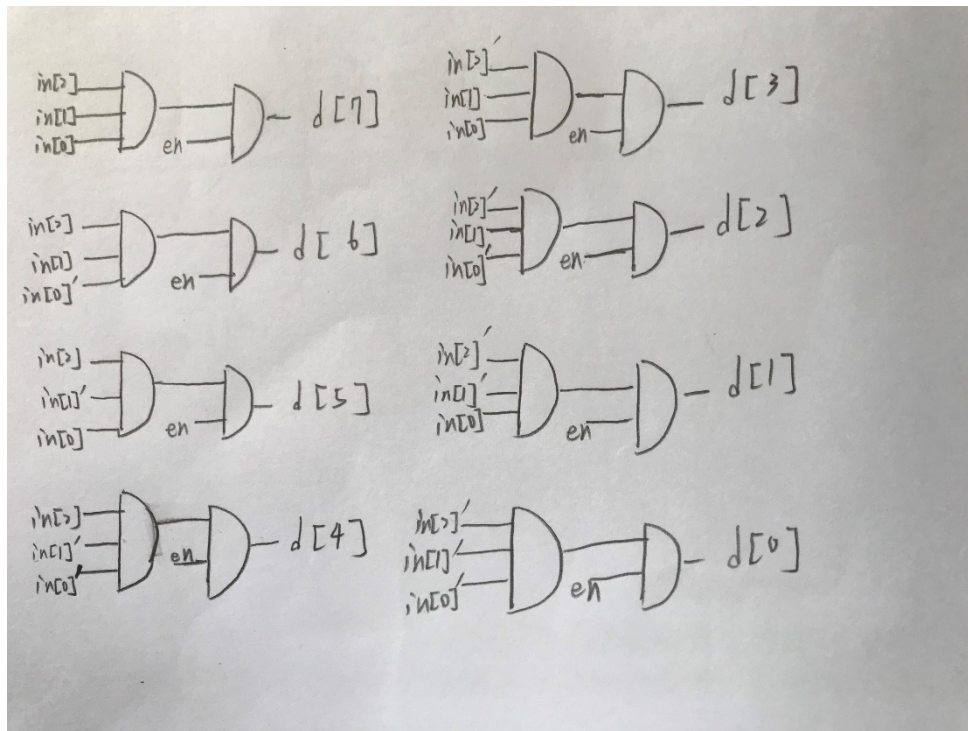 in[2]
in[1]
in[0]
en
d[7]
in[2]
in[1]
in[0]'
en
d[6]
in[2]
in[1]'
in[0]
en
d[5]
in[2]
in[1]'
in[0]'
en
d[4]
in[2]'
in[1]
in[0]
en
d[3]
in[2]'
in[1]
in[0]'
en
d[2]
in[2]'
in[1]'
in[0]
en
d[1]
in[2]'
in[1]'
in[0]'
en
d[0]